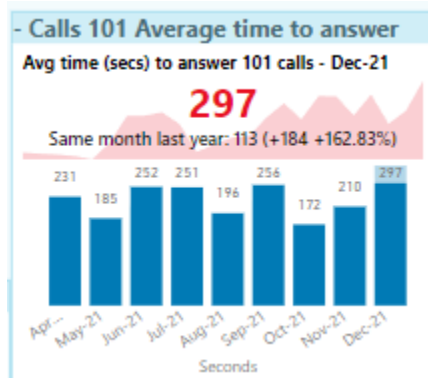 - Calls 101 Average time to answer
Avg time (secs) to answer 101 calls - Dec-21
297
Same month last year: 113 (+184 +162.83%)
231
185
252
251
196
256
172
210
297
Apr...
May-21
Jun-21
Jul-21
Aug-21
Sep-21
Oct-21
Nov-21
Dec-21
Seconds